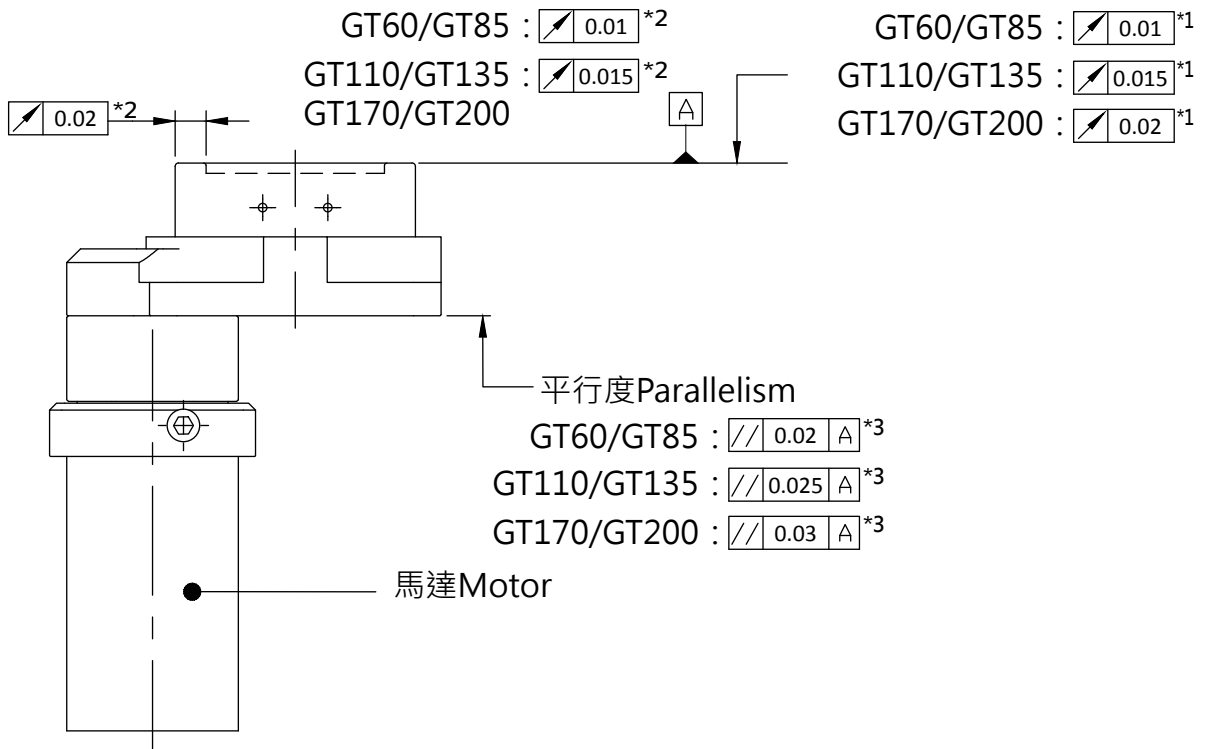 GT60/GT85 : 0.01 *2
GT110/GT135 : 0.015 *2
GT170/GT200
GT60/GT85 : 0.01 *1
GT110/GT135 : 0.015 *1
GT170/GT200 : 0.02 *1
0.02 *2
A
平行度Parallelism
GT60/GT85 : // 0.02 A *3
GT110/GT135 : // 0.025 A *3
GT170/GT200 : // 0.03 A *3
馬達Motor